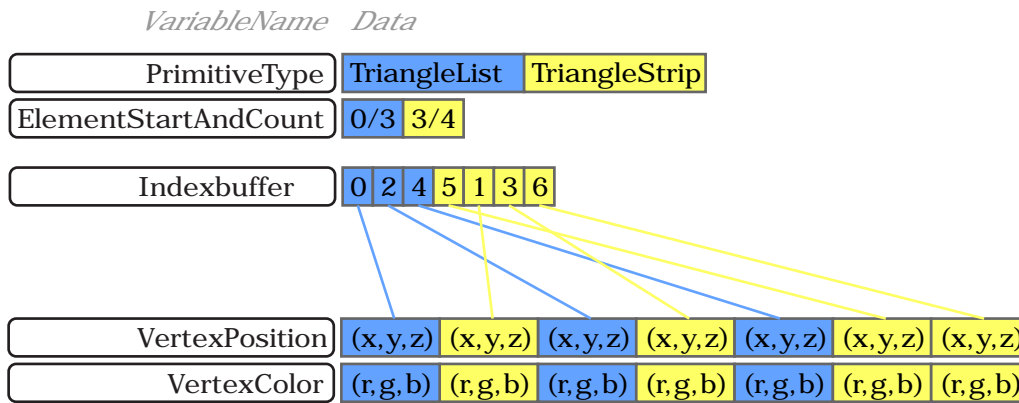 VariableName Data
PrimitiveType TriangleList TriangleStrip
ElementStartAndCount 0/3 3/4
Indexbuffer 0 2 4 5 1 3 6
VertexPosition (x,y,z) (x,y,z) (x,y,z) (x,y,z) (x,y,z) (x,y,z) (x,y,z)
VertexColor (r,g,b) (r,g,b) (r,g,b) (r,g,b) (r,g,b) (r,g,b) (r,g,b)